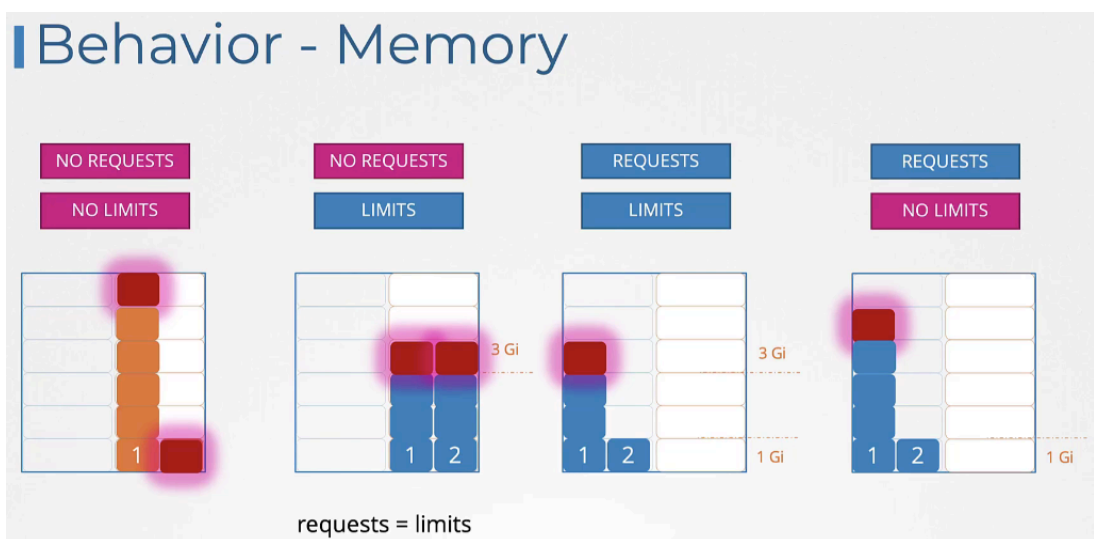 Behavior - Memory
NO REQUESTS
NO LIMITS
1
NO REQUESTS
LIMITS
3 Gi
1 2
requests = limits
REQUESTS
LIMITS
3 Gi
1 2
1 Gi
REQUESTS
NO LIMITS
1 2
1 Gi